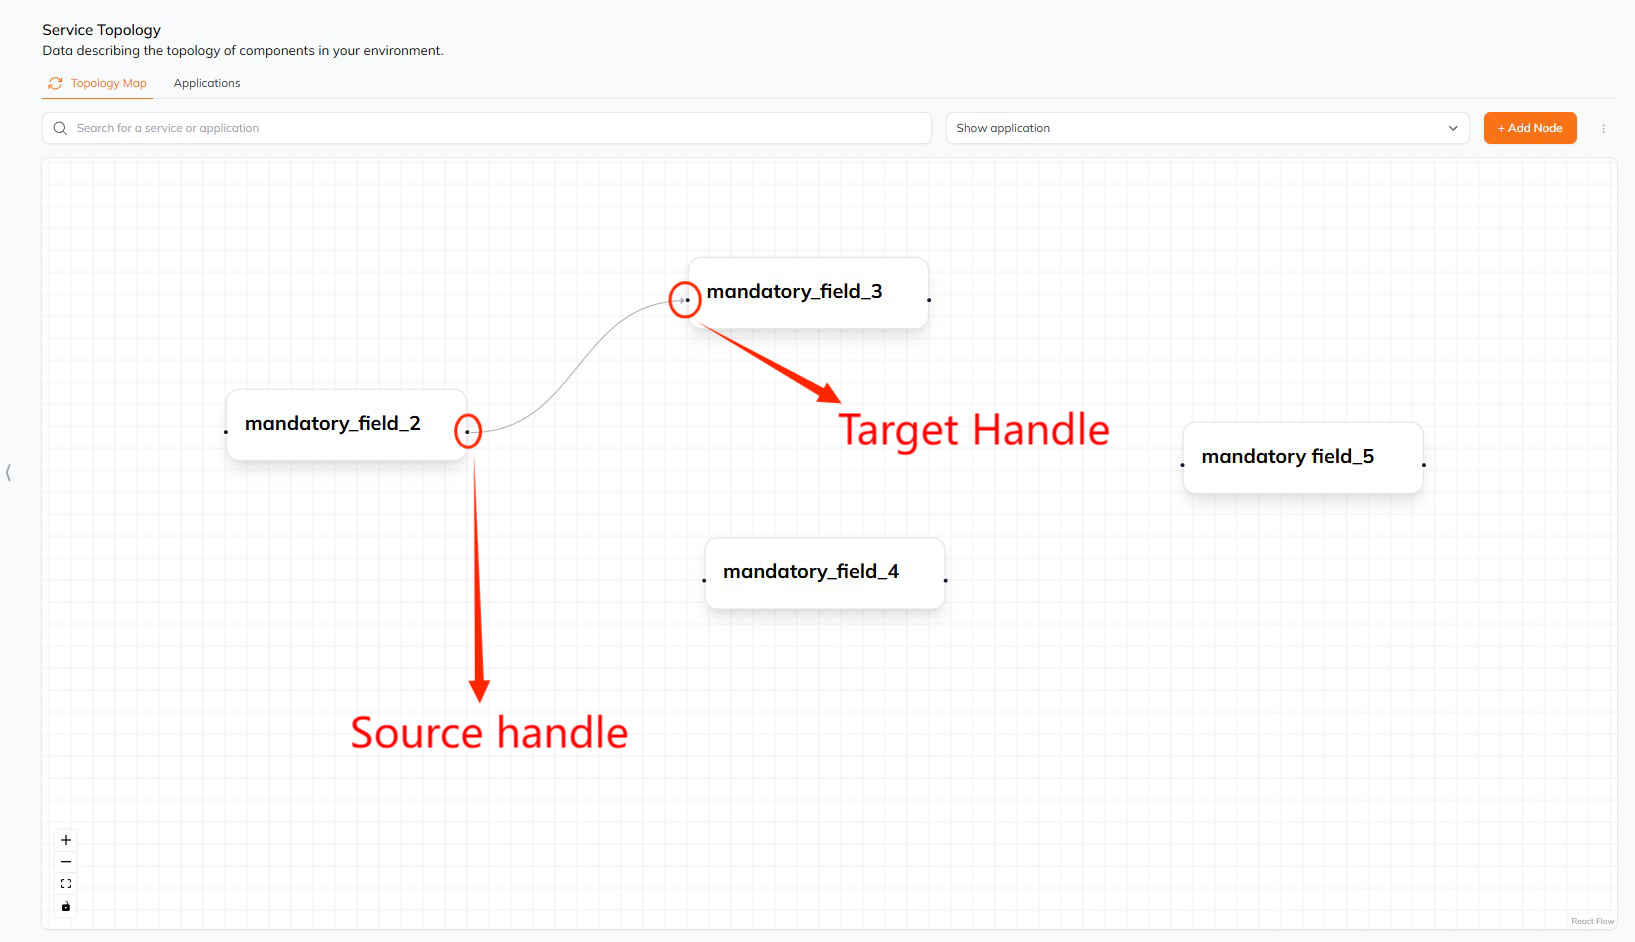 Service Topology
Data describing the topology of components in your environment.
Topology Map
Applications
Search for a service or application
Show application
+ Add Node
mandatory_field_3
mandatory_field_2
Target Handle
mandatory field_5
mandatory_field_4
Source handle
React Flow